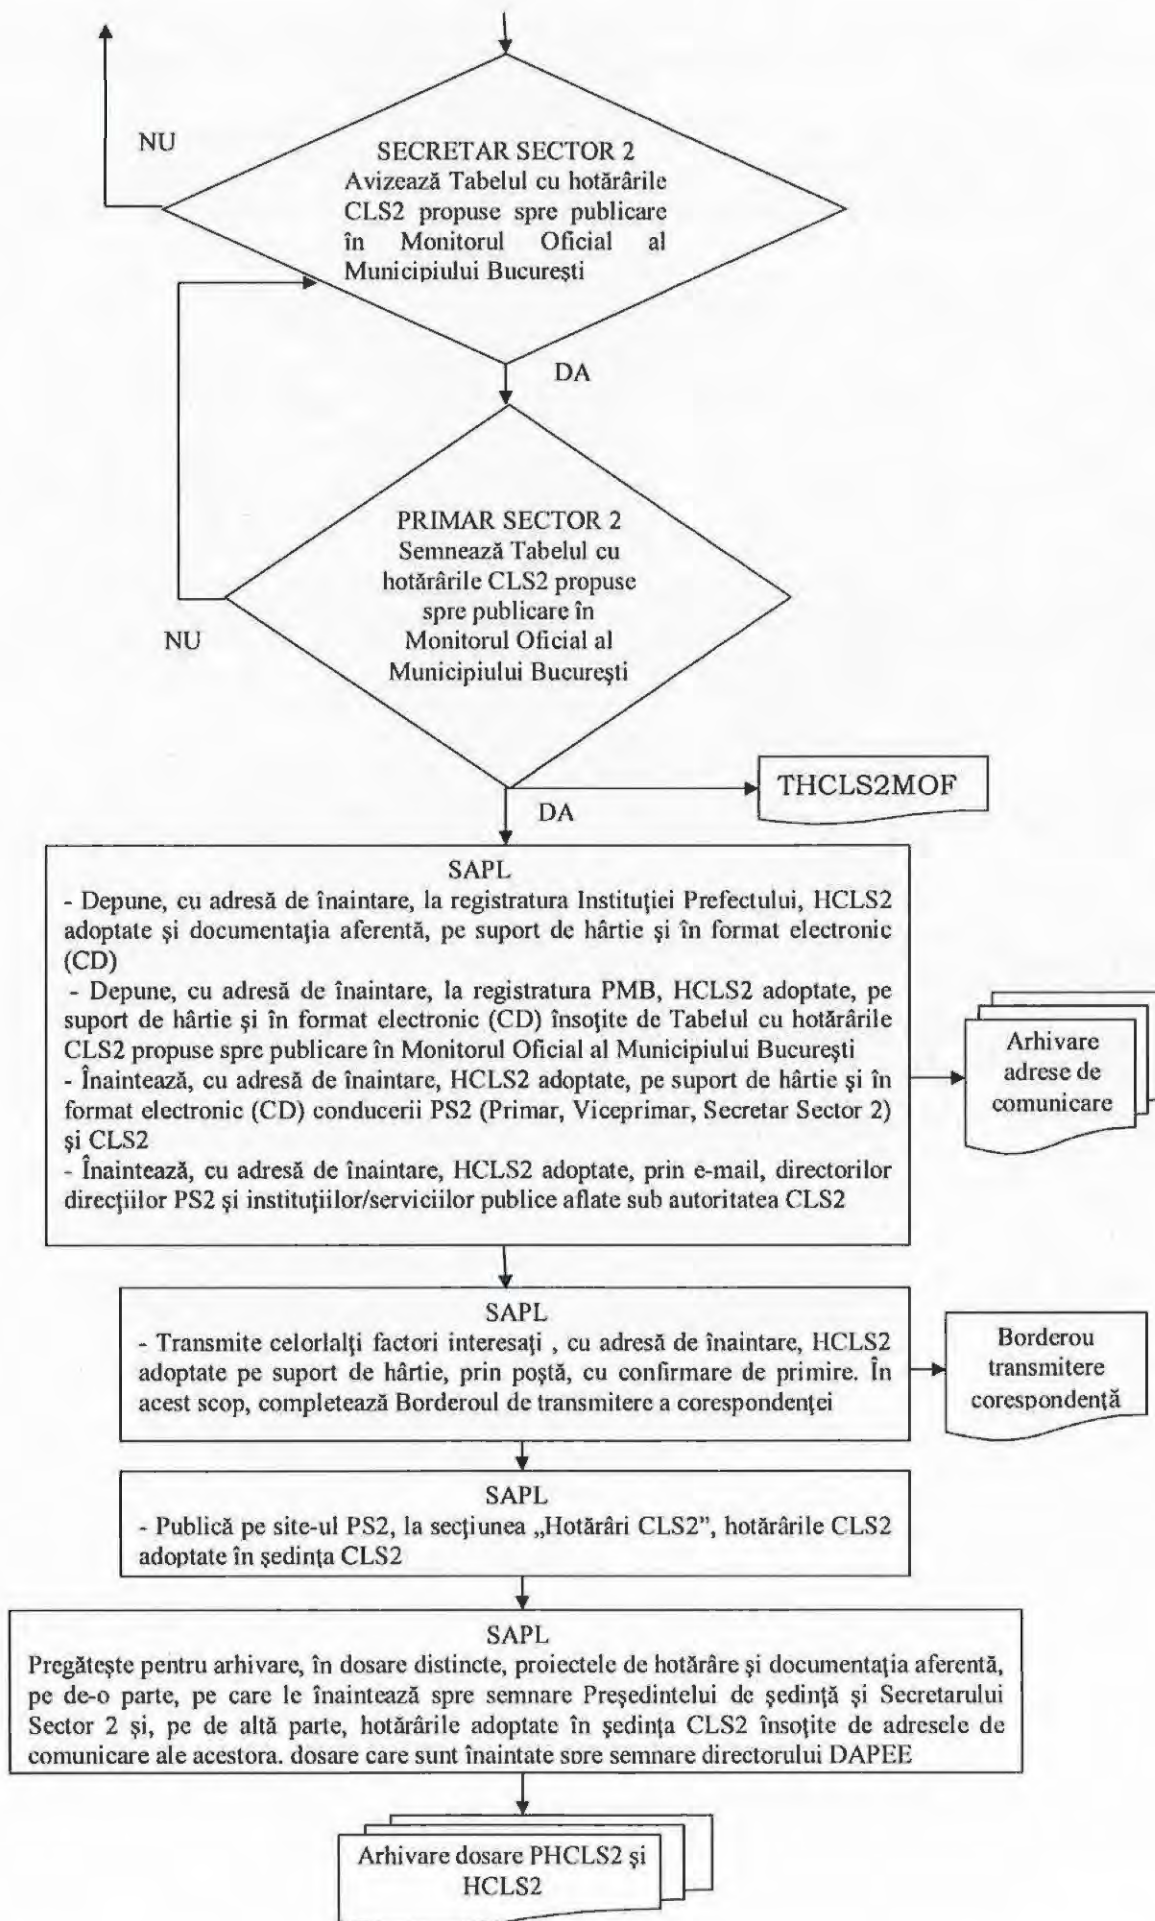 NU
SECRETAR SECTOR 2
Avizează Tabelul cu hotărârile
CLS2 propuse spre publicare
în Monitorul Oficial al
Municipiului Bucureşti
DA
PRIMAR SECTOR 2
Semnează Tabelul cu
hotărârile CLS2 propuse
spre publicare în
Monitorul Oficial al
Municipiului Bucureşti
NU
THCLS2MOF
DA
SAPL
- Depune, cu adresă de înaintare, la registratura Instituţiei Prefectului, HCLS2
adoptate şi documentaţia aferentă, pe suport de hârtie şi în format electronic
(CD)
- Depune, cu adresă de înaintare, la registratura PMB, HCLS2 adoptate, pe
suport de hârtie şi în format electronic (CD) însoţite de Tabelul cu hotărârile
CLS2 propuse spre publicare în Monitorul Oficial al Municipiului Bucureşti
- Înaintează, cu adresă de înaintare, HCLS2 adoptate, pe suport de hârtie şi în
format electronic (CD) conducerii PS2 (Primar, Viceprimar, Secretar Sector 2)
şi CLS2
- Înaintează, cu adresă de înaintare, HCLS2 adoptate, prin e-mail, directorilor
direcţiilor PS2 şi instituţiilor/serviciilor publice aflate sub autoritatea CLS2
Arhivare
adrese de
comunicare
SAPL
- Transmite celorlalţi factori interesaţi , cu adresă de înaintare, HCLS2
adoptate pe suport de hârtie, prin poştă, cu confirmare de primire. În
acest scop, completează Borderoul de transmitere a corespondenţei
Borderou
transmitere
corespondenţă
SAPL
- Publică pe site-ul PS2, la secţiunea „Hotărâri CLS2”, hotărârile CLS2
adoptate în şedinţa CLS2
SAPL
Pregăteşte pentru arhivare, în dosare distincte, proiectele de hotărâre şi documentaţia aferentă,
pe de-o parte, pe care le înaintează spre semnare Preşedintelui de şedinţă şi Secretarului
Sector 2 şi, pe de altă parte, hotărârile adoptate în şedinţa CLS2 însoţite de adresele de
comunicare ale acestora. dosare care sunt înaintate spre semnare directorului DAPEE
Arhivare dosare PHCLS2 şi
HCLS2